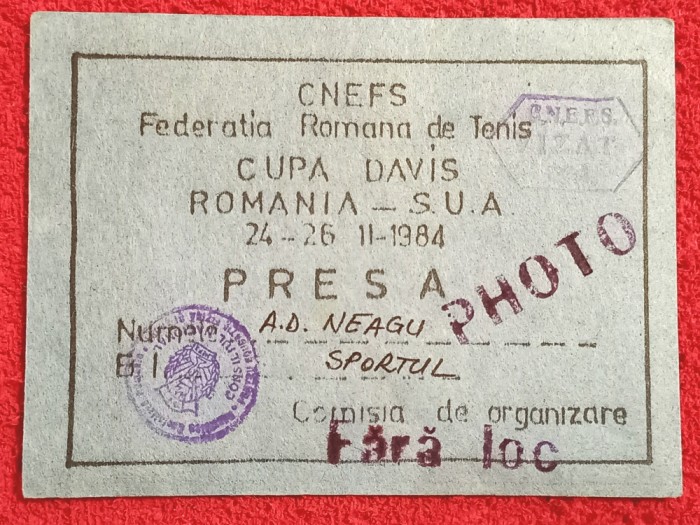 CNEFS
Federatia Romana de Tenis
C.N.E.F.S.
CUPA DAVIS
ROMANIA - S.U.A.
24-26 II-1984
PRESA
PHOTO
Numele A.D. NEAGU
B.I. SPORTUL
Comisia de organizare
Fără loc